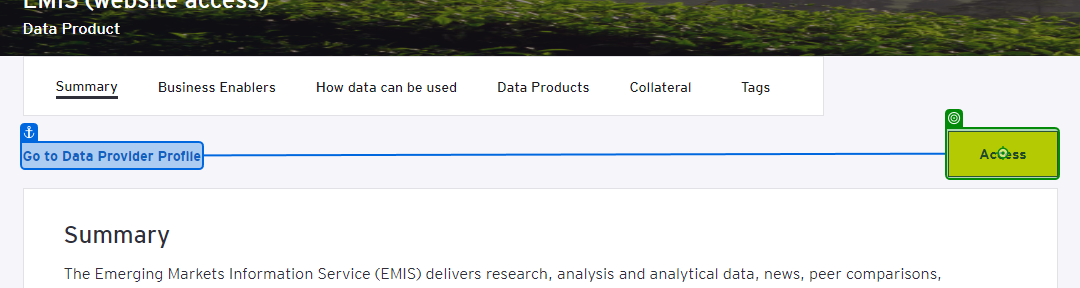 EMIS (website access)
Data Product
Summary Business Enablers How data can be used Data Products Collateral Tags
Go to Data Provider Profile Access
Summary
The Emerging Markets Information Service (EMIS) delivers research, analysis and analytical data, news, peer comparisons,